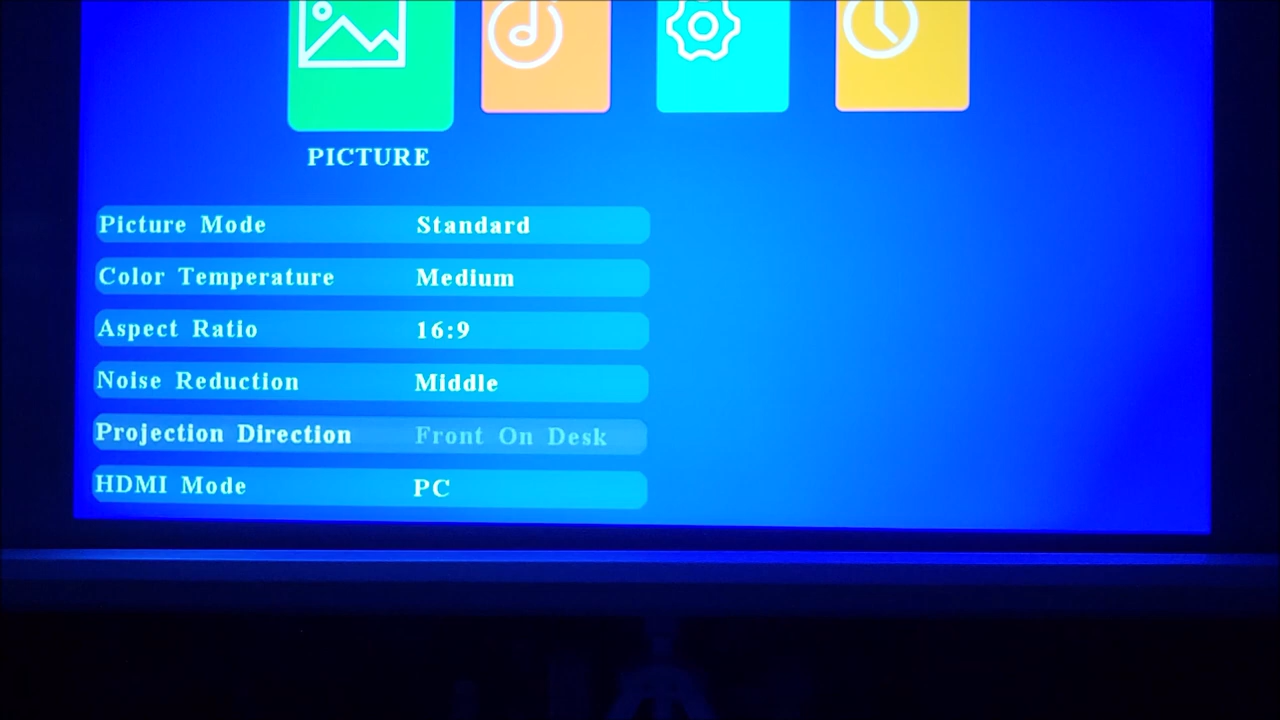 PICTURE
Picture Mode Standard
Color Temperature Medium
Aspect Ratio 16:9
Noise Reduction Middle
Projection Direction Front On Desk
HDMI Mode PC